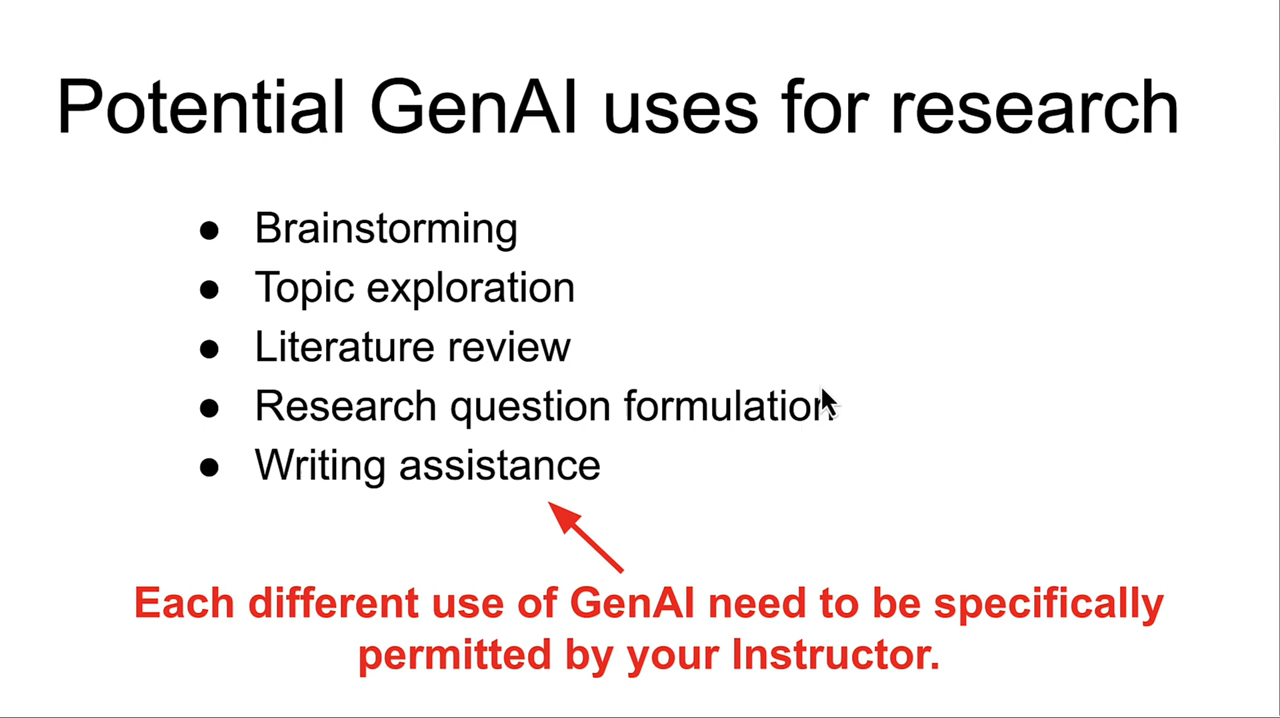 Potential GenAI uses for research
● Brainstorming
● Topic exploration
● Literature review
● Research question formulation
● Writing assistance
Each different use of GenAI need to be specifically
permitted by your Instructor.